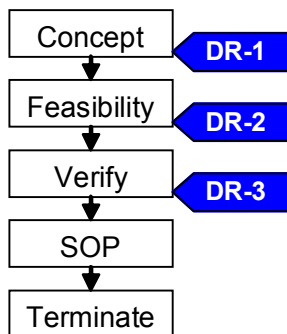 Concept
DR-1
Feasibility
DR-2
Verify
DR-3
SOP
Terminate